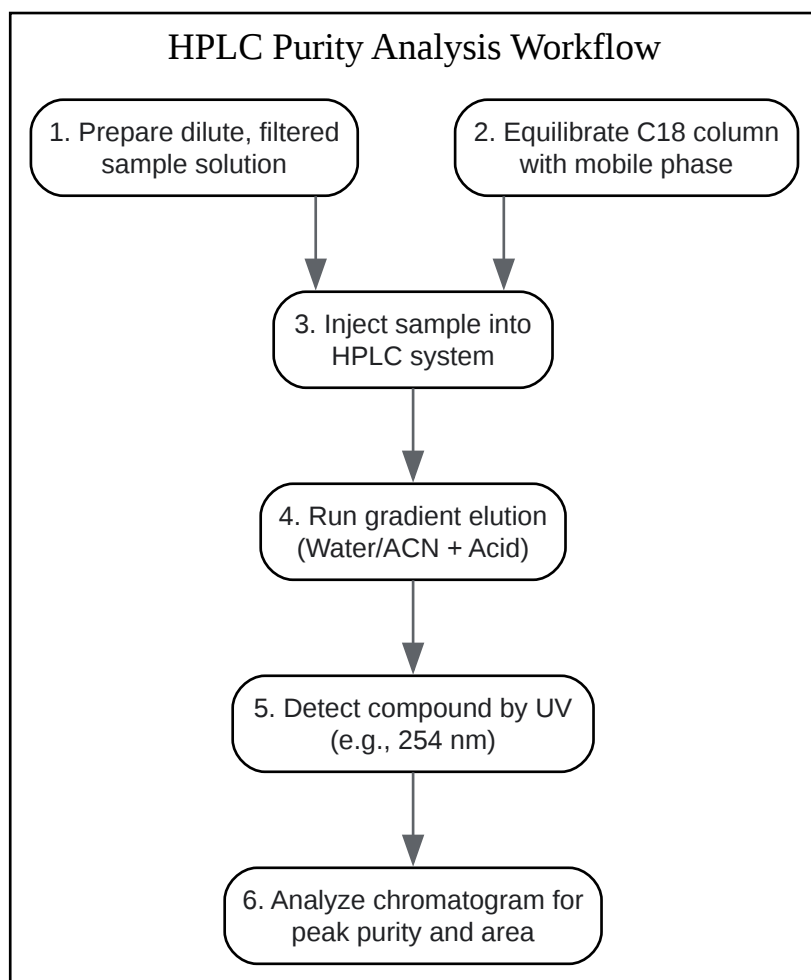 HPLC Purity Analysis Workflow
1. Prepare dilute, filtered
sample solution
2. Equilibrate C18 column
with mobile phase
3. Inject sample into
HPLC system
4. Run gradient elution
(Water/ACN + Acid)
5. Detect compound by UV
(e.g., 254 nm)
6. Analyze chromatogram for
peak purity and area